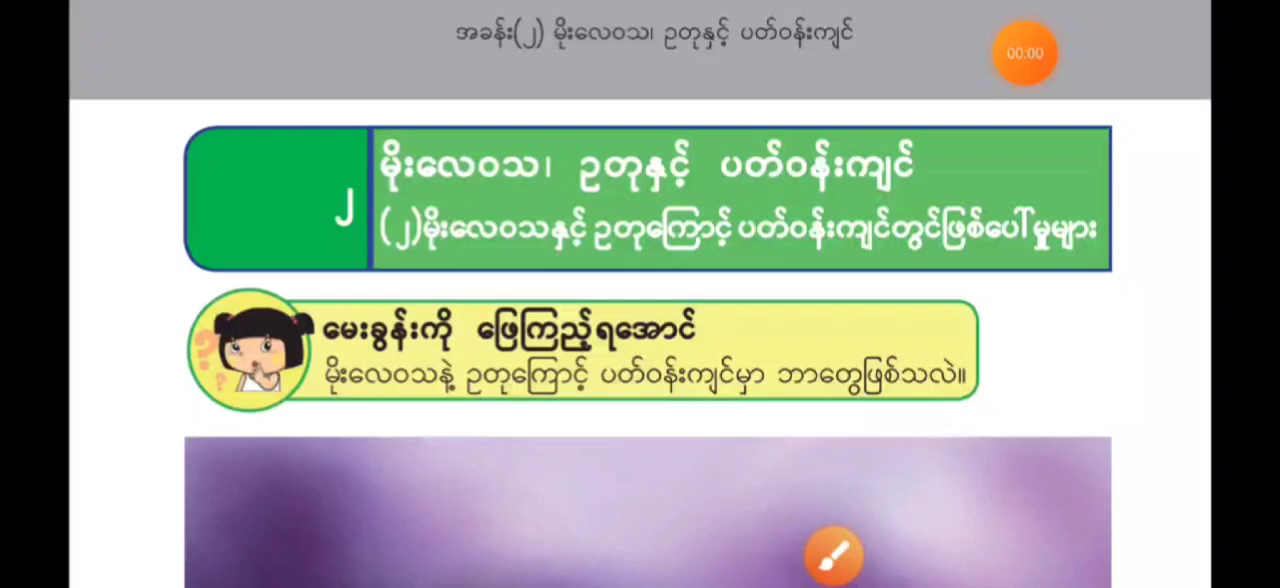 အခန်း(၂) မိုးလေဝသ၊ ဥတုနှင့် ပတ်ဝန်းကျင်
00:00
၂
မိုးလေဝသ၊ ဥတုနှင့် ပတ်ဝန်းကျင်
(၂)မိုးလေဝသနှင့် ဥတုကြောင့် ပတ်ဝန်းကျင်တွင်ဖြစ်ပေါ်မှုများ
မေးခွန်းကို ဖြေကြည့်ရအောင်
မိုးလေဝသနဲ့ ဥတုကြောင့် ပတ်ဝန်းကျင်မှာ ဘာတွေဖြစ်သလဲ။